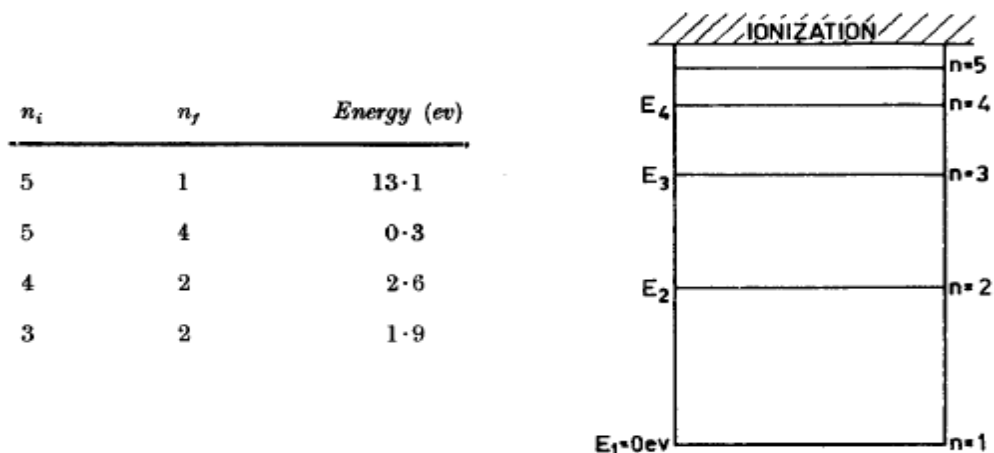 n_i n_f Energy (ev)
5 1 13·1
5 4 0·3
4 2 2·6
3 2 1·9
IONIZATION
n=5
E₄ n=4
E₃ n=3
E₂ n=2
E₁=0ev n=1